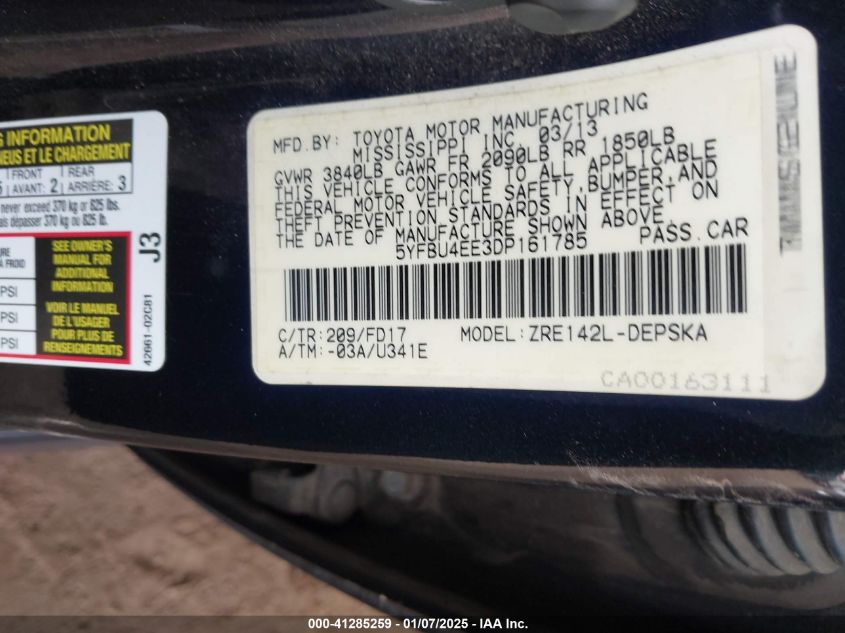 S INFORMATION
NEUS ET LE CHARGEMENT
FRONT
REAR
AVANT: 2
ARRIÈRE: 3
never exceed 370 kg or 825 lbs.
dépasser 370 kg ou 825 lb.
A FROID
PSI
PSI
PSI
SEE OWNER'S
MANUAL FOR
ADDITIONAL
INFORMATION
VOIR LE MANUEL
DE L'USAGER
POUR PLUS DE
RENSEIGNEMENTS
J3
42661-02C81
MFD.BY: TOYOTA MOTOR MANUFACTURING
MISSISSIPPI INC. 03/13
GVWR 3840LB GAWR FR 2090LB RR 1850LB
THIS VEHICLE CONFORMS TO ALL APPLICABLE
FEDERAL MOTOR VEHICLE SAFETY,BUMPER,AND
THEFT PREVENTION STANDARDS IN EFFECT ON
THE DATE OF MANUFACTURE SHOWN ABOVE.
5YFBU4EE3DP161785 PASS.CAR
C/TR:209/FD17 MODEL:ZRE142L-DEPSKA
A/TM:-03A/U341E
CA00163111
000-41285259 - 01/07/2025 - IAAI Inc.